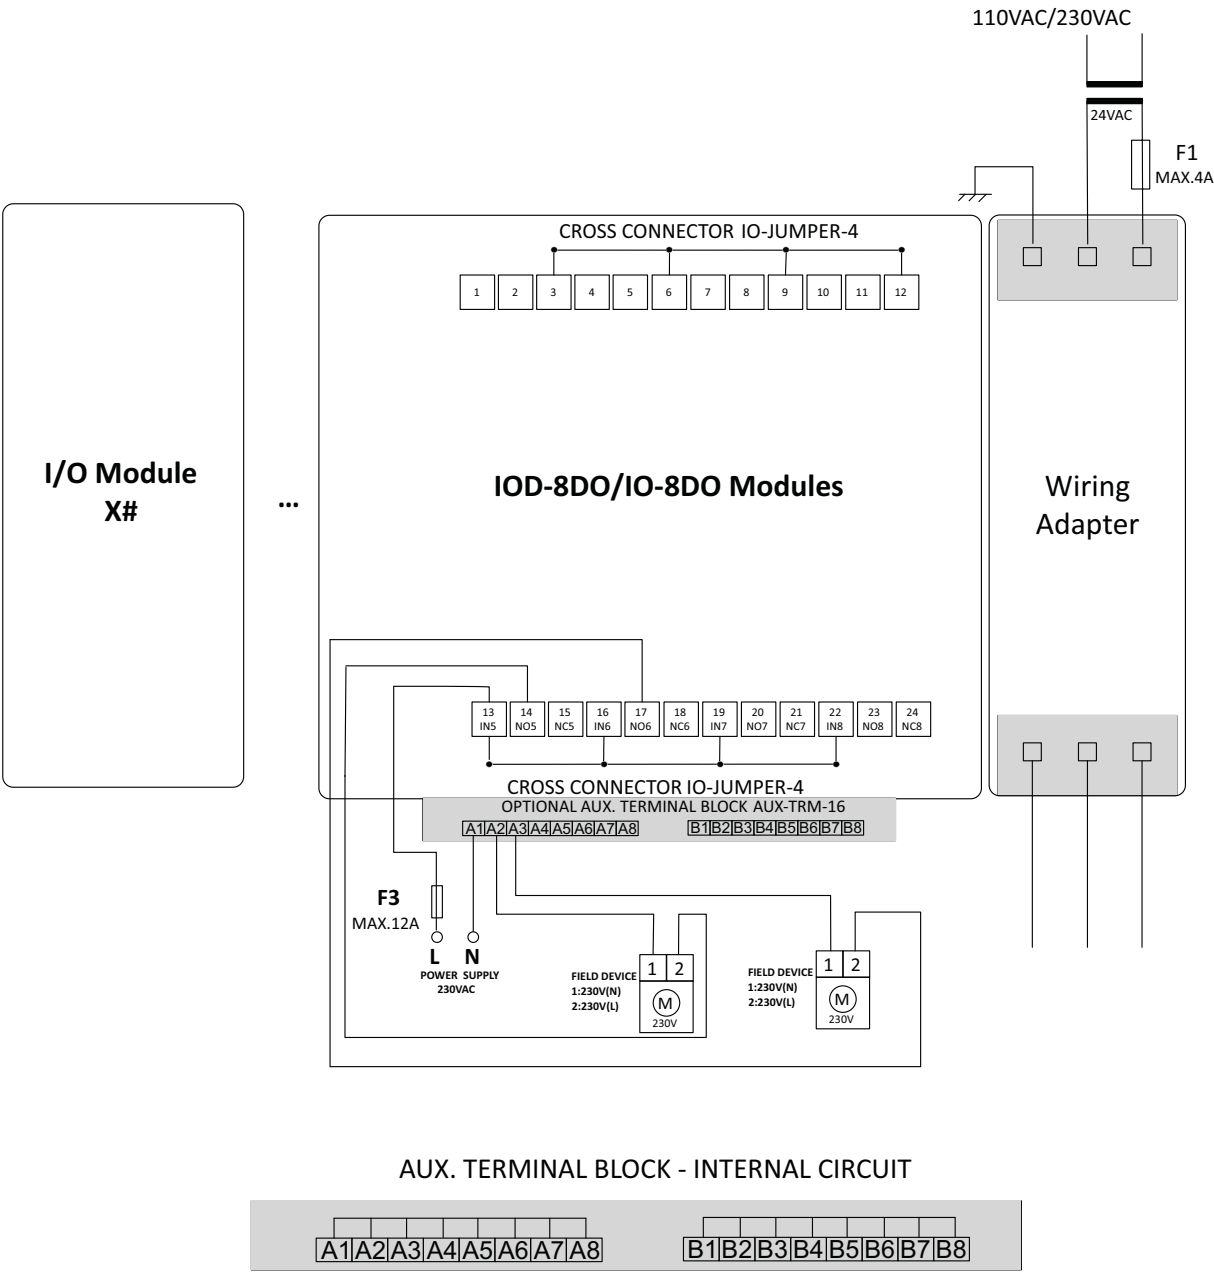 110VAC/230VAC
24VAC
F1
MAX.4A
CROSS CONNECTOR IO-JUMPER-4
1 2 3 4 5 6 7 8 9 10 11 12
I/O Module
X#
...
IOD-8DO/IO-8DO Modules
Wiring
Adapter
13 14 15 16 17 18 19 20 21 22 23 24
IN5 NO5 NC5 IN6 NO6 NC6 IN7 NO7 NC7 IN8 NO8 NC8
CROSS CONNECTOR IO-JUMPER-4
OPTIONAL AUX. TERMINAL BLOCK AUX-TRM-16
A1 A2 A3 A4 A5 A6 A7 A8 B1 B2 B3 B4 B5 B6 B7 B8
F3
MAX.12A
L N
POWER SUPPLY
230VAC
FIELD DEVICE
1:230V(N)
2:230V(L)
1 2
M
230V
FIELD DEVICE
1:230V(N)
2:230V(L)
1 2
M
230V
AUX. TERMINAL BLOCK - INTERNAL CIRCUIT
A1 A2 A3 A4 A5 A6 A7 A8 B1 B2 B3 B4 B5 B6 B7 B8